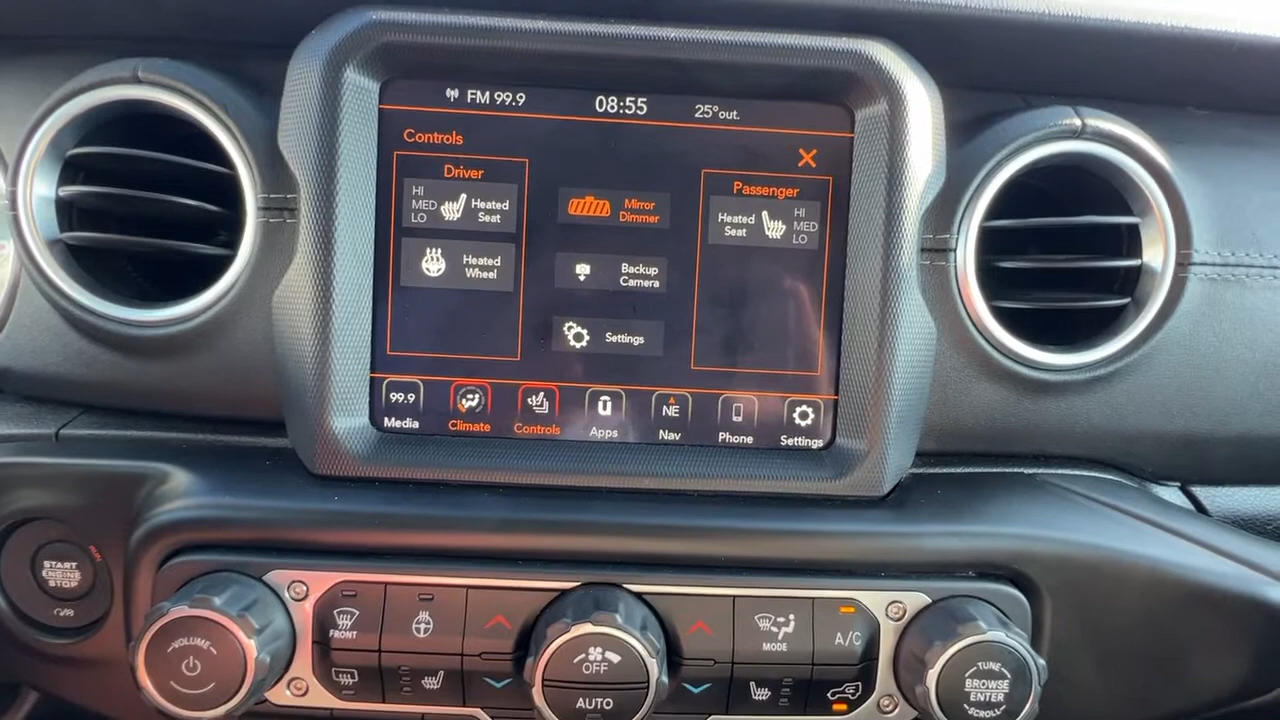 FM 99.9
08:55
25°out.
Controls
Driver
HI
MED
LO
Heated
Seat
Heated
Wheel
Mirror
Dimmer
Backup
Camera
Settings
Passenger
Heated
Seat
HI
MED
LO
99.9
Media
Climate
Controls
Apps
NE
Nav
Phone
Settings
START
ENGINE
STOP
RUN
VOLUME
FRONT
OFF
AUTO
MODE
A/C
TUNE
BROWSE
ENTER
SCROLL